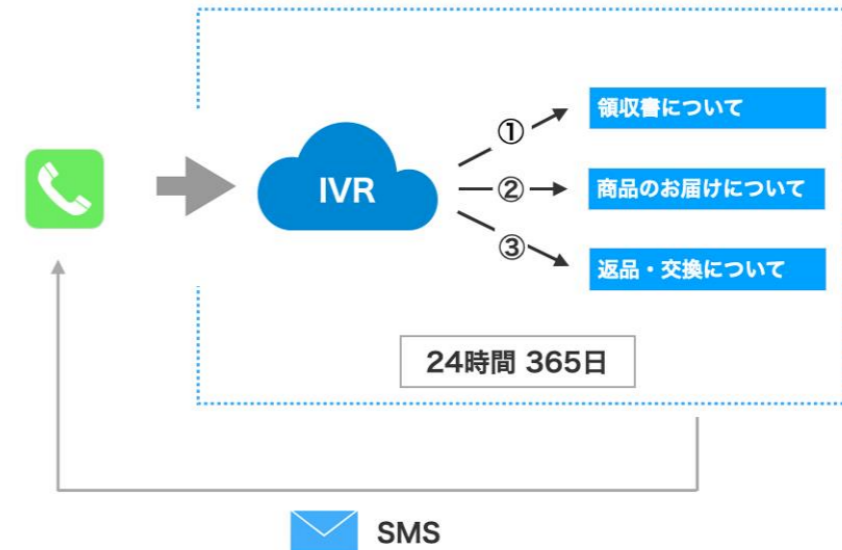 ①
領収書について
IVR
②
商品のお届けについて
③
返品・交換について
24時間 365日
SMS